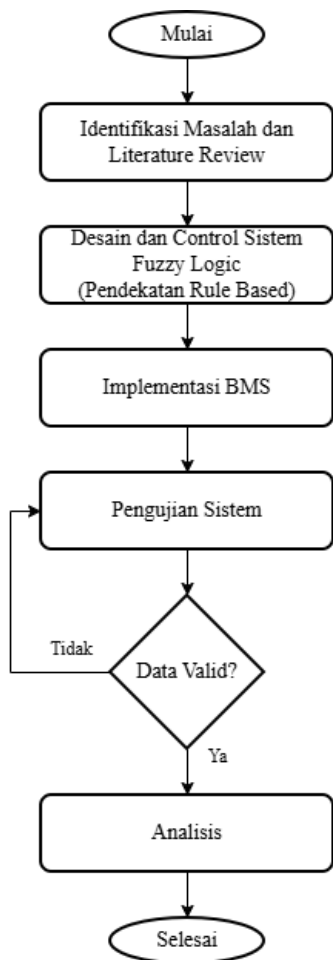 Mulai
Identifikasi Masalah dan
Literature Review
Desain dan Control Sistem
Fuzzy Logic
(Pendekatan Rule Based)
Implementasi BMS
Pengujian Sistem
Tidak
Data Valid?
Ya
Analisis
Selesai